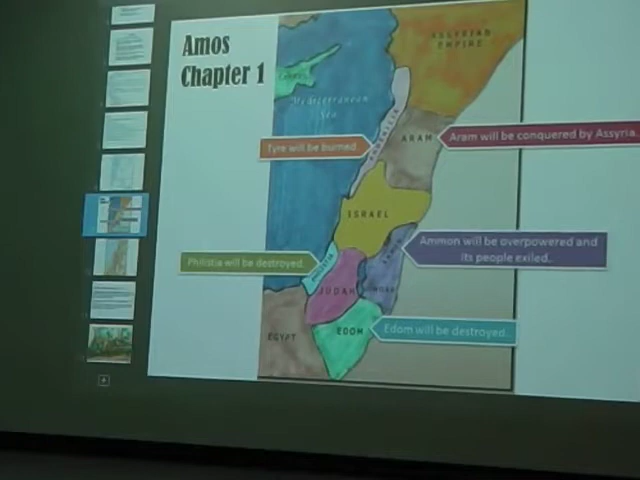 Amos
Chapter 1
ASSYRIAN
EMPIRE
Mediterranean
Sea
ARAM
Aram will be conquered by Assyria.
Tyre will be burned.
ISRAEL
Ammon will be overpowered and
its people exiled.
Philistia will be destroyed.
PHILISTIA
JUDAH
EDOM
Edom will be destroyed.
EGYPT